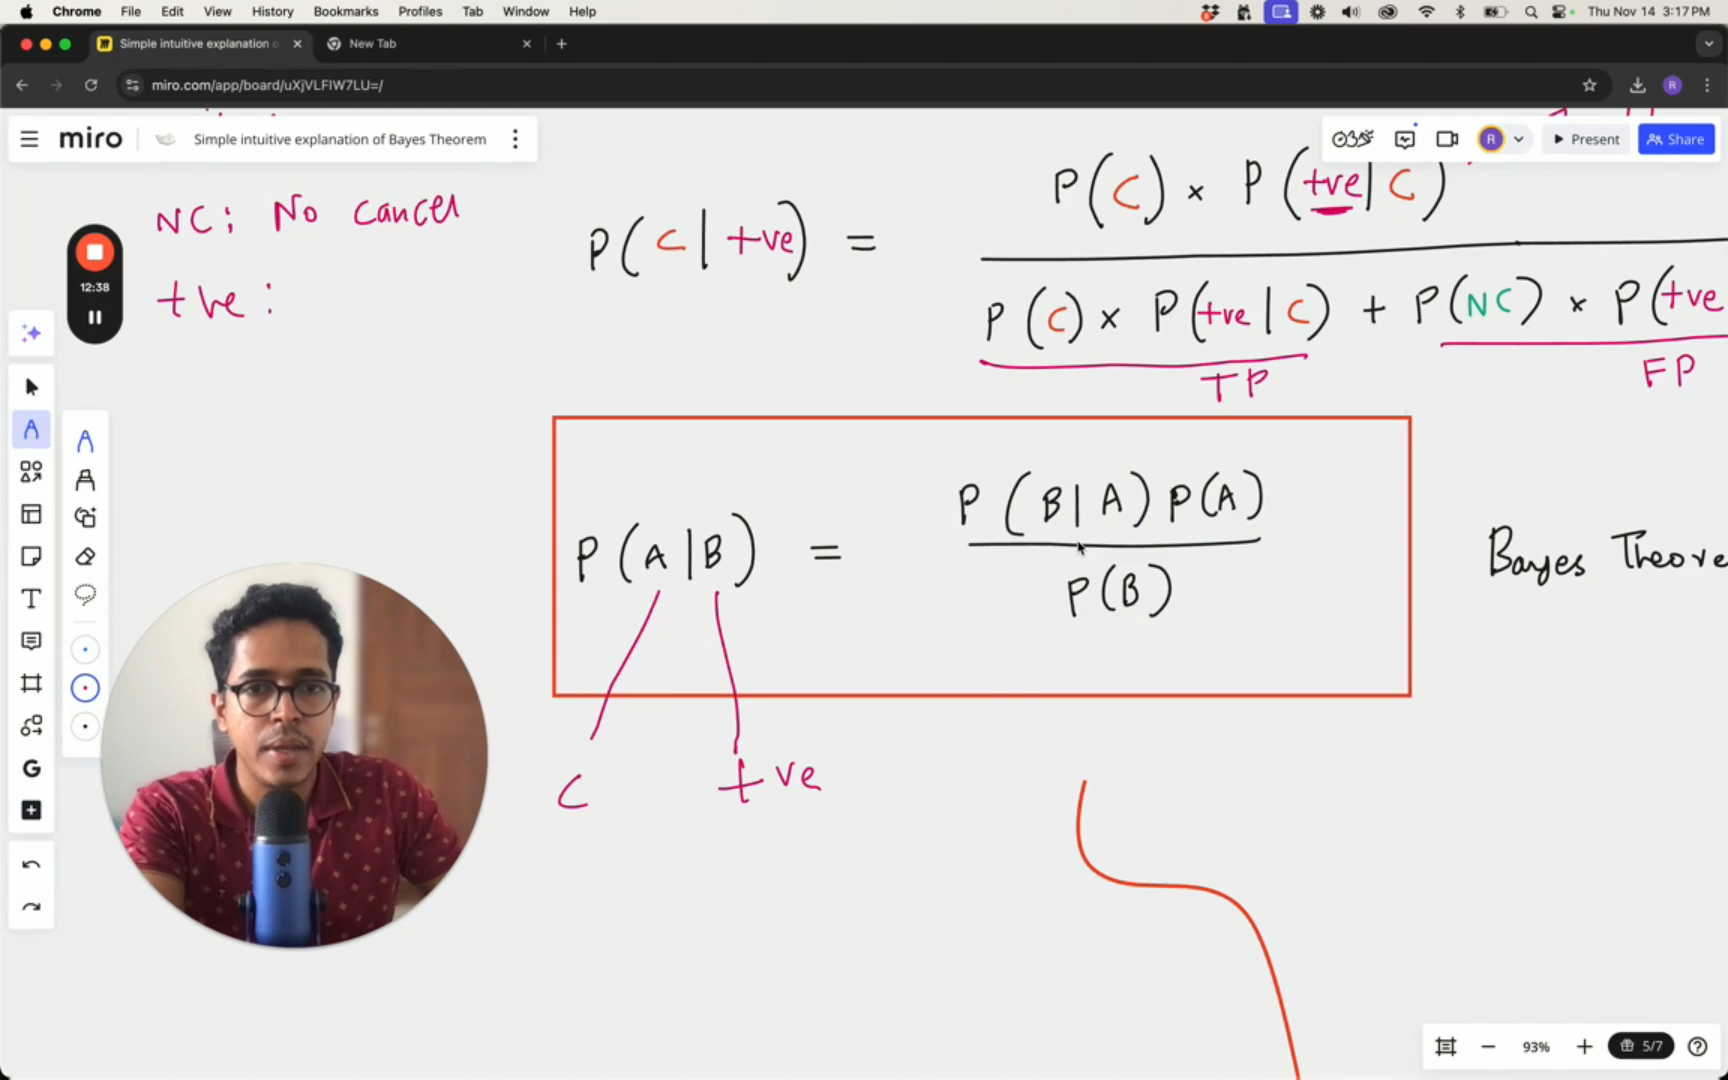 Chrome File Edit View History Bookmarks Profiles Tab Window Help Thu Nov 14 3:17 PM
Simple intuitive explanation o New Tab
miro.com/app/board/uXjVLFIW7LU=/ R
miro Simple intuitive explanation of Bayes Theorem R Present Share
P(C) × P(+ve|C)
NC: No cancer
P(C|+ve) =
+ve:
12:38
P(C) × P(+ve|C) + P(NC) × P(+ve
TP FP
P(B|A)P(A)
P(A|B) =
P(B)
Bayes Theore
C +ve
93% 5/7